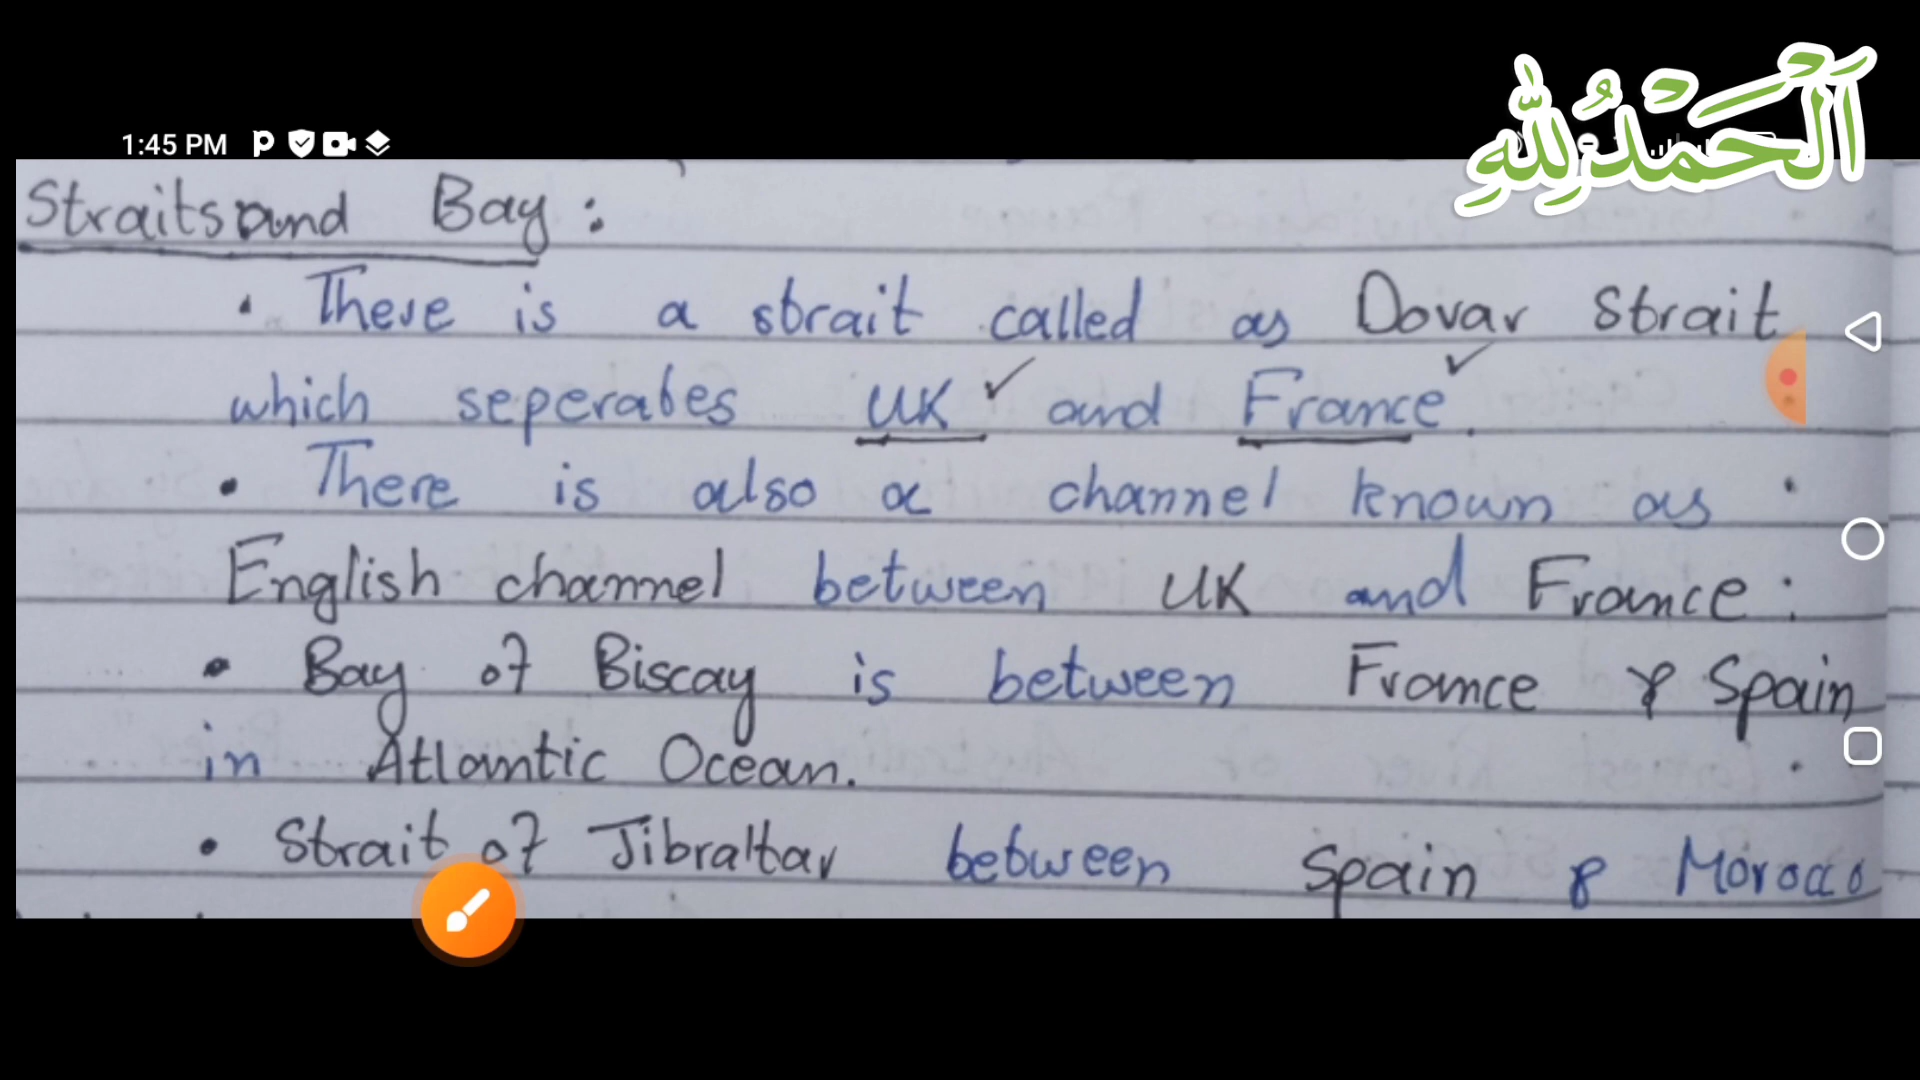 1:45 PM
اَلْحَمْدُلِلّٰهِ
Straits and Bay:
• There is a strait called as Dovar Strait
which seperates UK ✓ and France ✓.
• There is also a channel known as
English channel between UK and France:
• Bay of Biscay is between France & Spain
in Atlantic Ocean.
• Strait of Jibraltar between Spain & Morocco